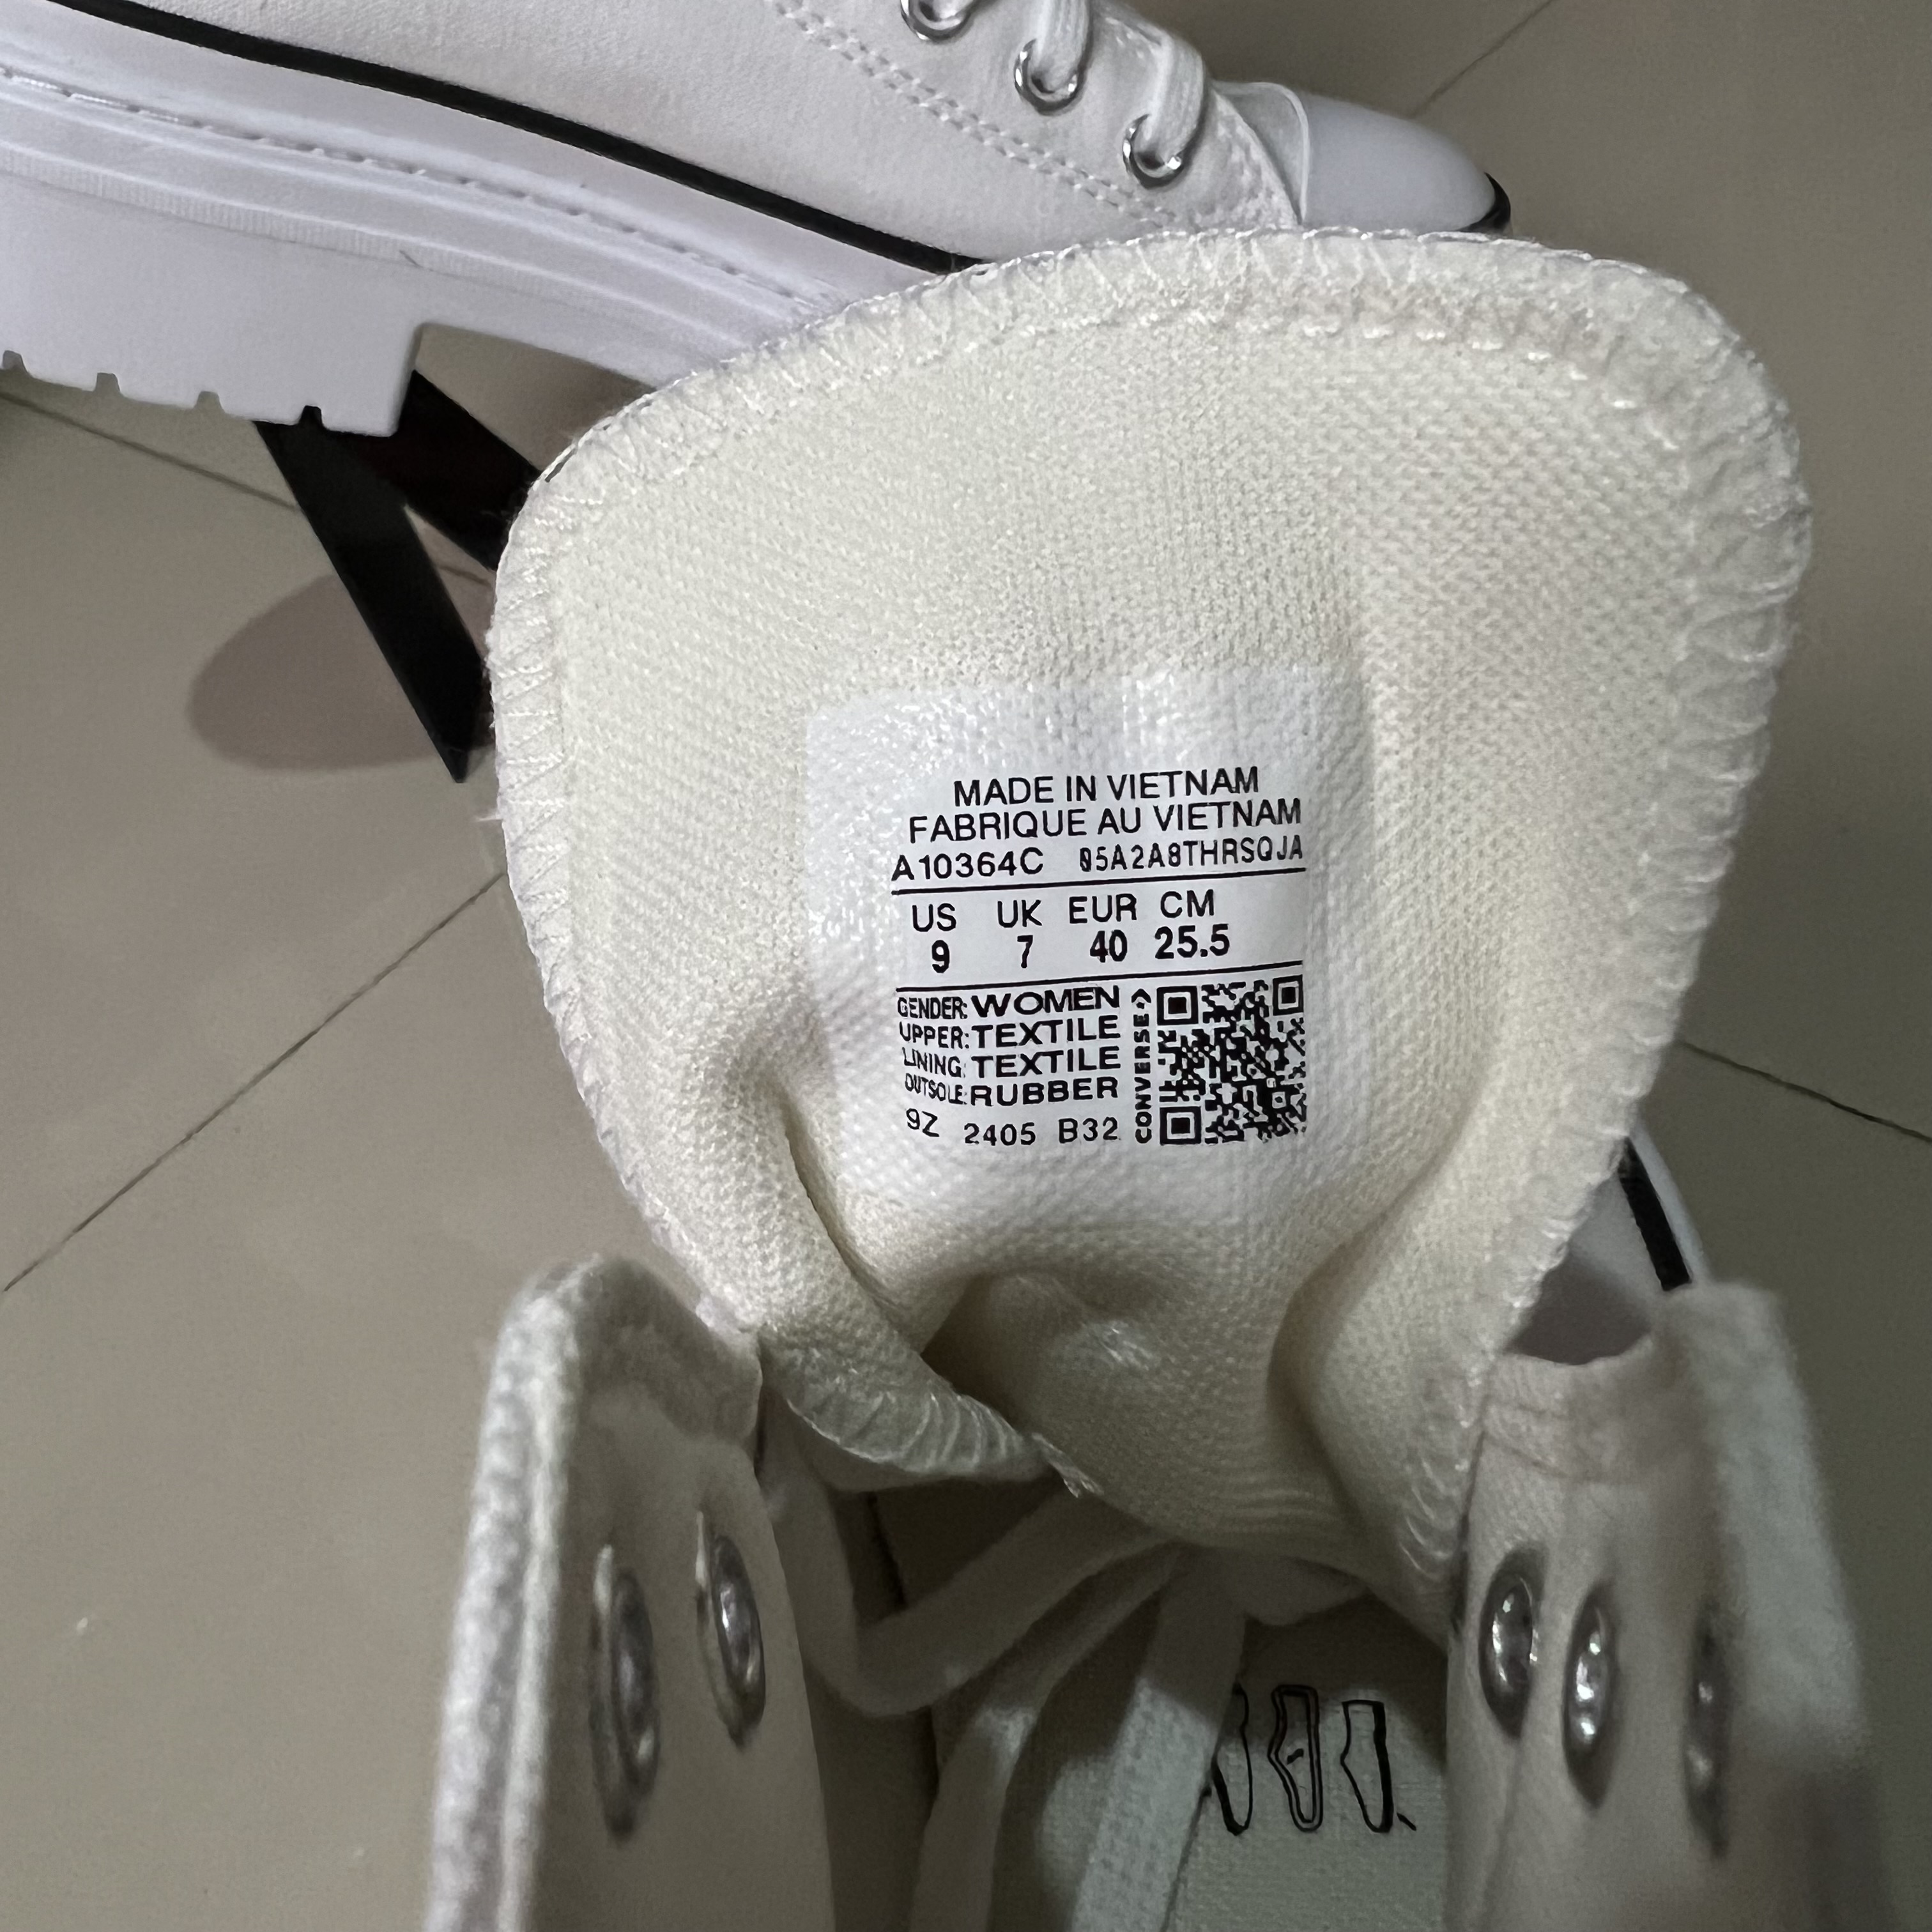 MADE IN VIETNAM
FABRIQUE AU VIETNAM
A10364C 05A2A8THRSQJA
US UK EUR CM
9 7 40 25.5
GENDER: WOMEN
UPPER: TEXTILE
LINING: TEXTILE
OUTSOLE: RUBBER
9Z 2405 B32
CONVERSE